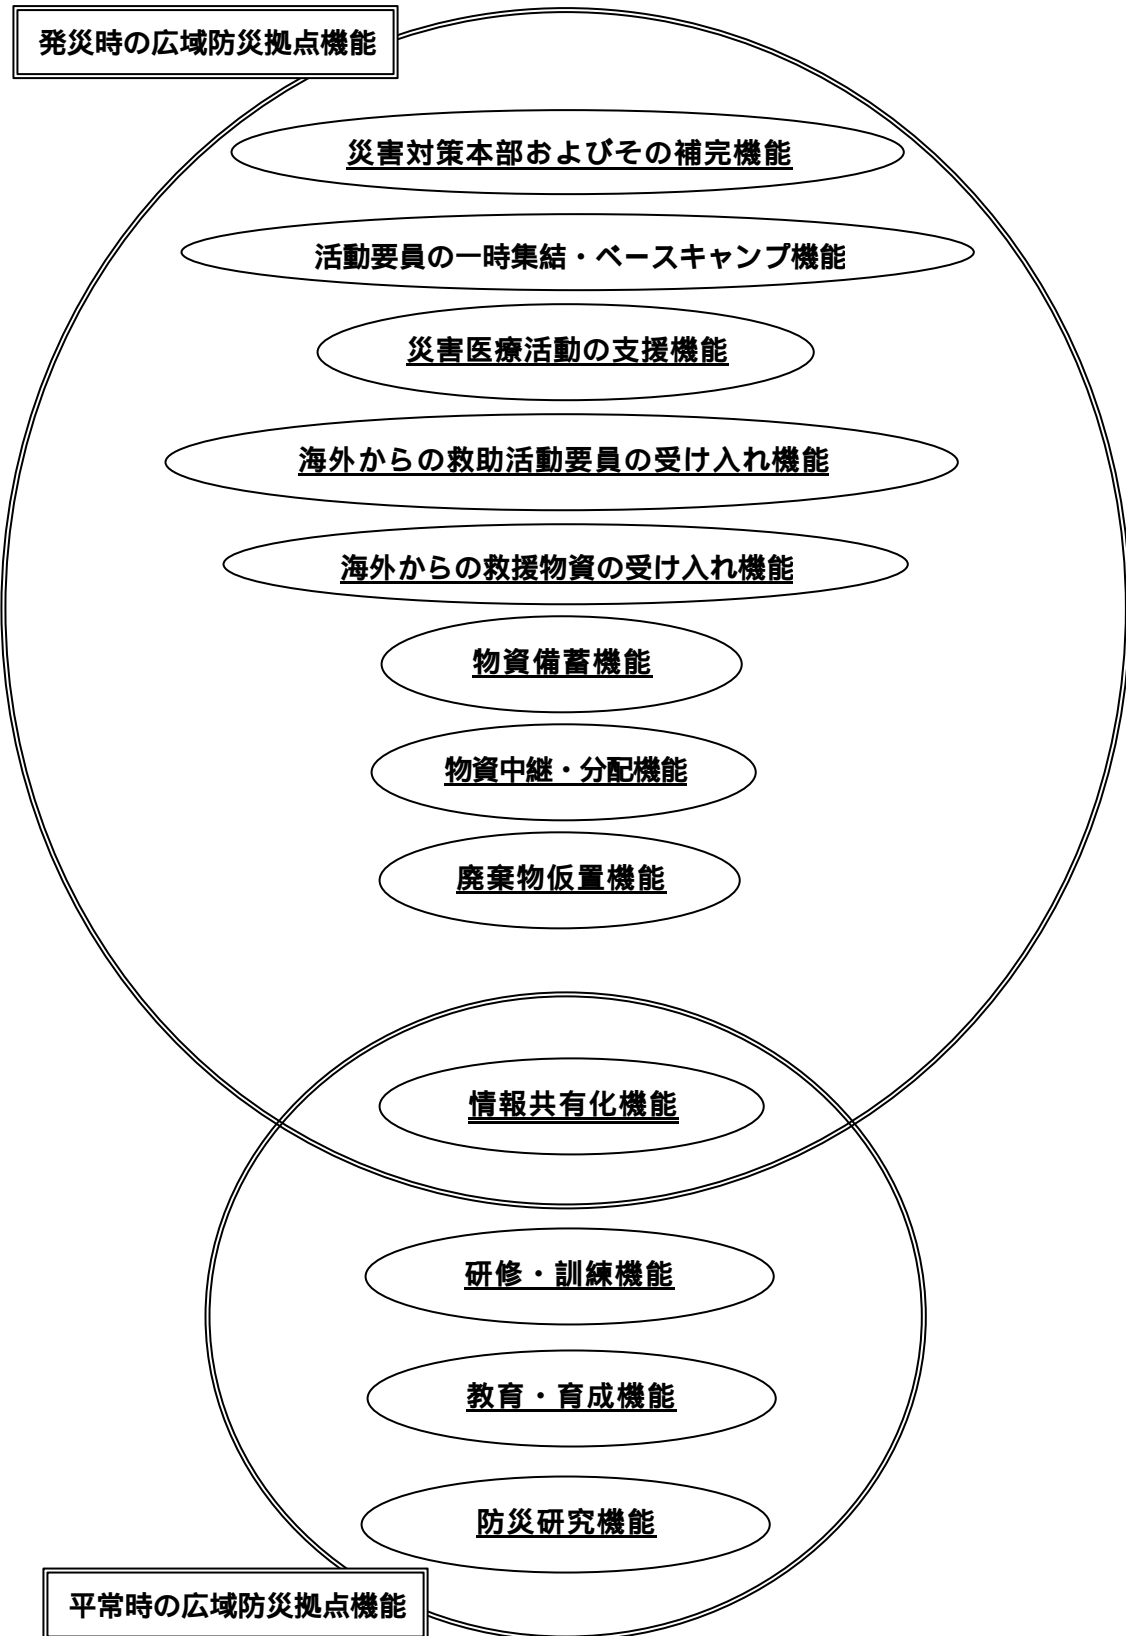 発災時の広域防災拠点機能
災害対策本部およびその補完機能
活動要員の一時集結・ベースキャンプ機能
災害医療活動の支援機能
海外からの救助活動要員の受け入れ機能
海外からの救援物資の受け入れ機能
物資備蓄機能
物資中継・分配機能
廃棄物仮置機能
情報共有化機能
研修・訓練機能
教育・育成機能
防災研究機能
平常時の広域防災拠点機能